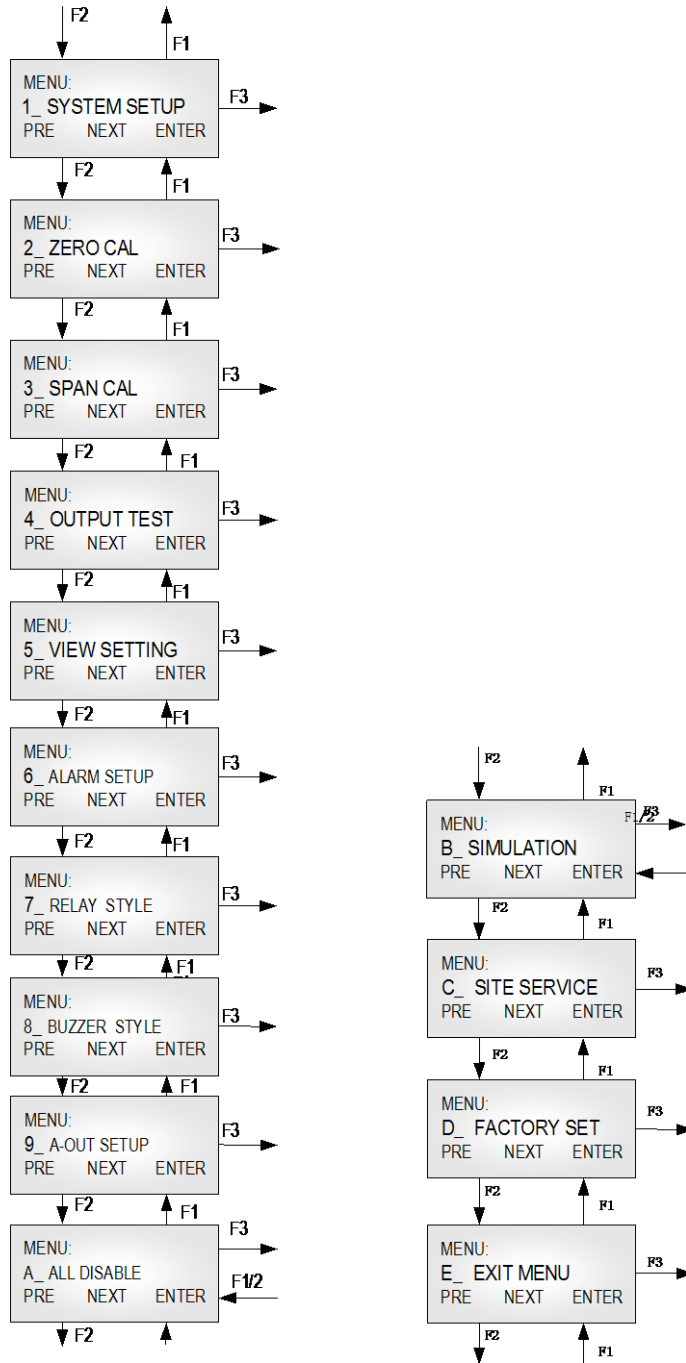 F2
F1
MENU:
1_ SYSTEM SETUP
PRE NEXT ENTER
F3
F2
F1
MENU:
2_ ZERO CAL
PRE NEXT ENTER
F3
F2
F1
MENU:
3_ SPAN CAL
PRE NEXT ENTER
F3
F2
F1
MENU:
4_ OUTPUT TEST
PRE NEXT ENTER
F3
F2
F1
MENU:
5_ VIEW SETTING
PRE NEXT ENTER
F3
F2
F1
MENU:
6_ ALARM SETUP
PRE NEXT ENTER
F3
F2
F1
MENU:
7_ RELAY STYLE
PRE NEXT ENTER
F3
F2
F1
MENU:
8_ BUZZER STYLE
PRE NEXT ENTER
F3
F2
F1
MENU:
9_ A-OUT SETUP
PRE NEXT ENTER
F3
F2
F1
MENU:
A_ ALL DISABLE
PRE NEXT ENTER
F3
F1/2
F2
F2
F1
MENU:
B_ SIMULATION
PRE NEXT ENTER
F1/2
F3
F2
F1
MENU:
C_ SITE SERVICE
PRE NEXT ENTER
F3
F2
F1
MENU:
D_ FACTORY SET
PRE NEXT ENTER
F3
F2
F1
MENU:
E_ EXIT MENU
PRE NEXT ENTER
F3
F2
F1